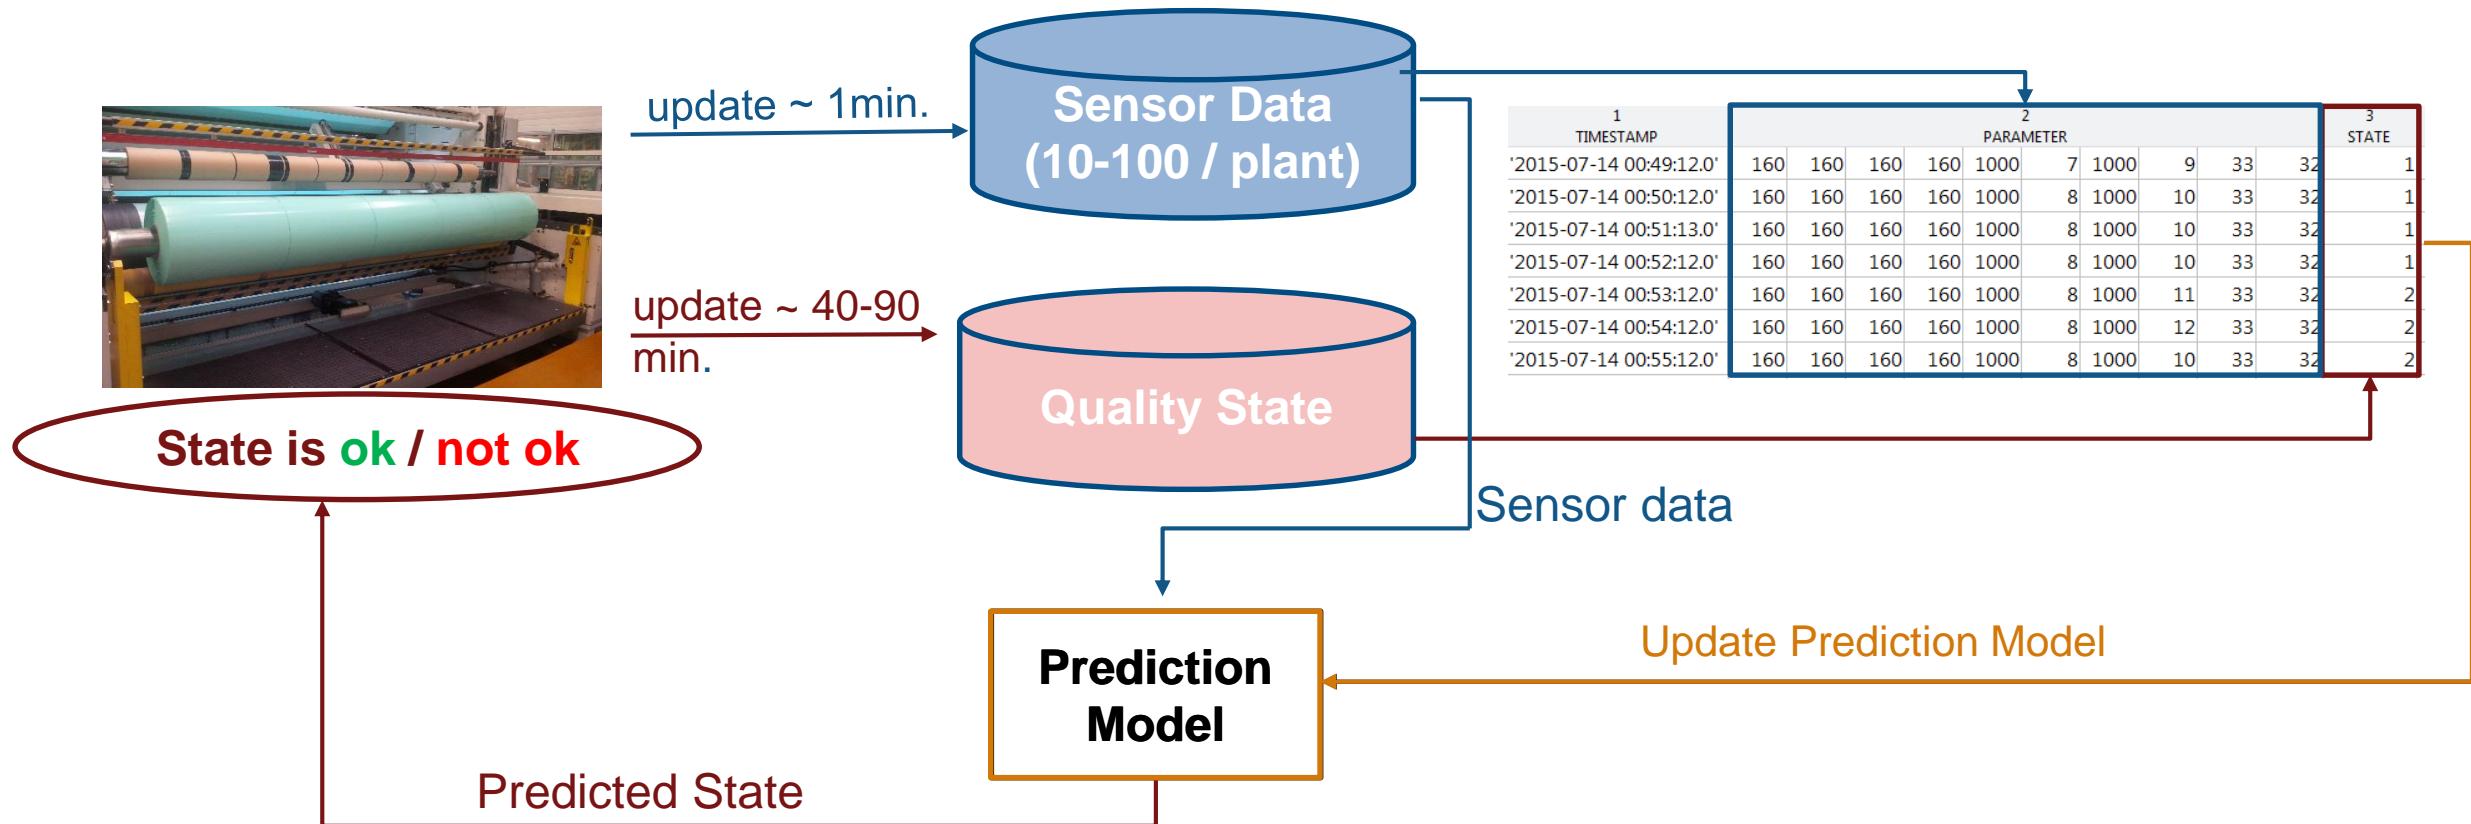 update ~ 1min.
Sensor Data
(10-100 / plant)
1 2 3
TIMESTAMP PARAMETER STATE
'2015-07-14 00:49:12.0' 160 160 160 160 1000 7 1000 9 33 32 1
'2015-07-14 00:50:12.0' 160 160 160 160 1000 8 1000 10 33 32 1
'2015-07-14 00:51:13.0' 160 160 160 160 1000 8 1000 10 33 32 1
'2015-07-14 00:52:12.0' 160 160 160 160 1000 8 1000 10 33 32 1
'2015-07-14 00:53:12.0' 160 160 160 160 1000 8 1000 11 33 32 2
'2015-07-14 00:54:12.0' 160 160 160 160 1000 8 1000 12 33 32 2
'2015-07-14 00:55:12.0' 160 160 160 160 1000 8 1000 10 33 32 2
update ~ 40-90
min.
Quality State
State is ok / not ok
Sensor data
Prediction
Model
Update Prediction Model
Predicted State